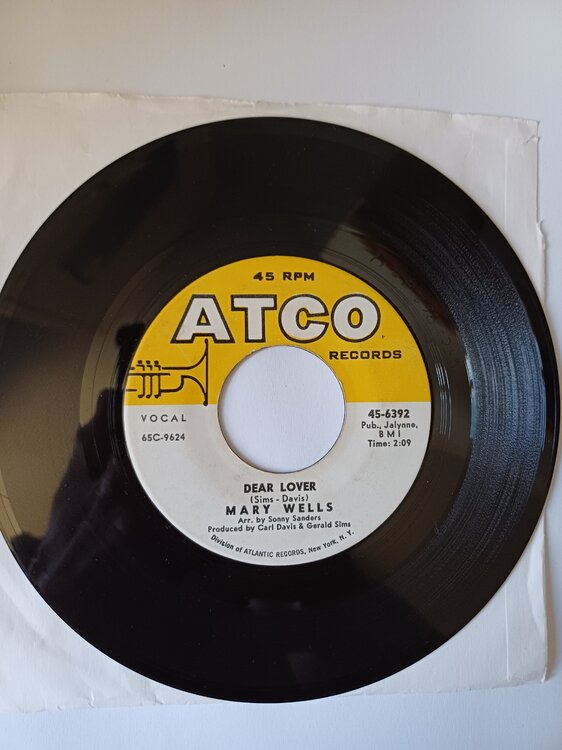 45 RPM
ATCO
RECORDS
VOCAL
65C-9624
45-6392
Pub., Jalynne,
BMI
Time: 2:09
DEAR LOVER
(Sims - Davis)
MARY WELLS
Arr. by Sonny Sanders
Produced by Carl Davis & Gerald Sims
Division of ATLANTIC RECORDS, New York, N. Y.